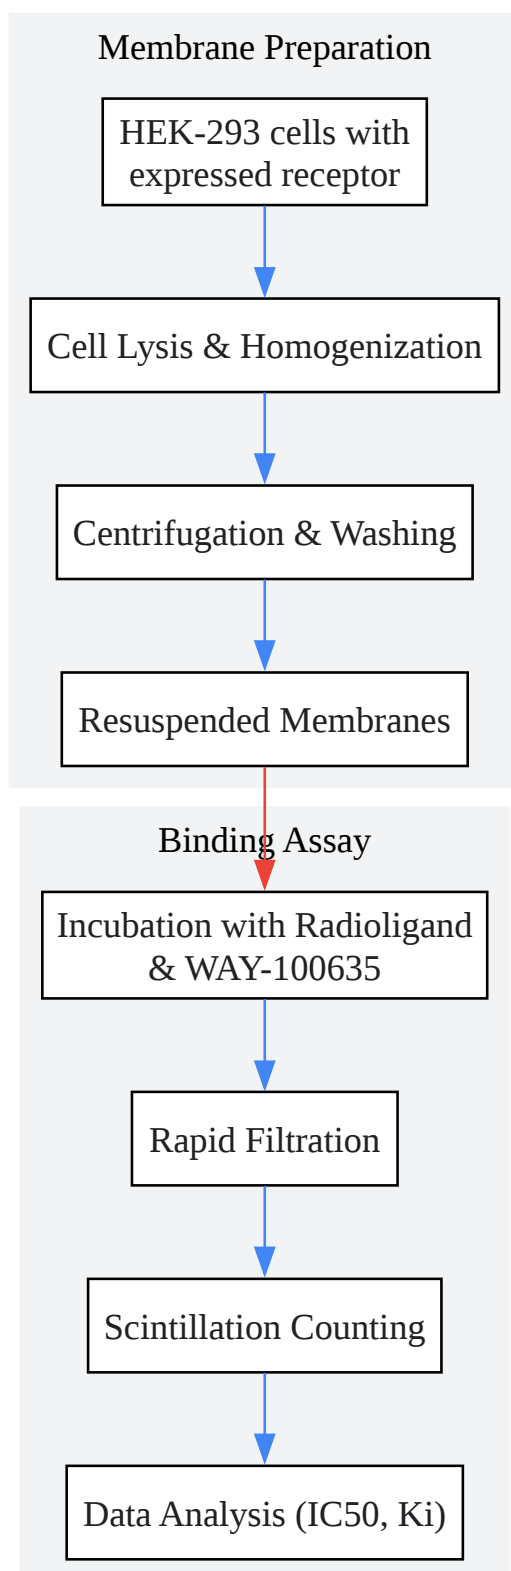 Membrane Preparation
HEK-293 cells with
expressed receptor
Cell Lysis & Homogenization
Centrifugation & Washing
Resuspended Membranes
Binding Assay
Incubation with Radioligand
& WAY-100635
Rapid Filtration
Scintillation Counting
Data Analysis (IC50, Ki)